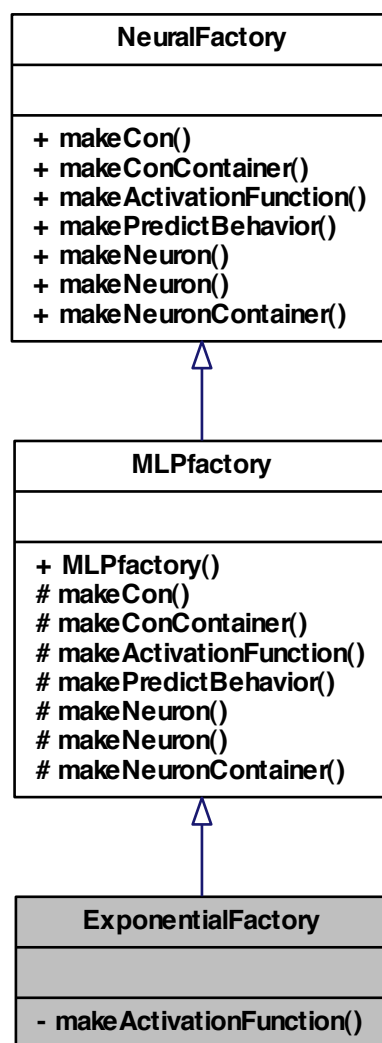 NeuralFactory
+ makeCon()
+ makeConContainer()
+ makeActivationFunction()
+ makePredictBehavior()
+ makeNeuron()
+ makeNeuron()
+ makeNeuronContainer()
MLPfactory
+ MLPfactory()
# makeCon()
# makeConContainer()
# makeActivationFunction()
# makePredictBehavior()
# makeNeuron()
# makeNeuron()
# makeNeuronContainer()
ExponentialFactory
- makeActivationFunction()